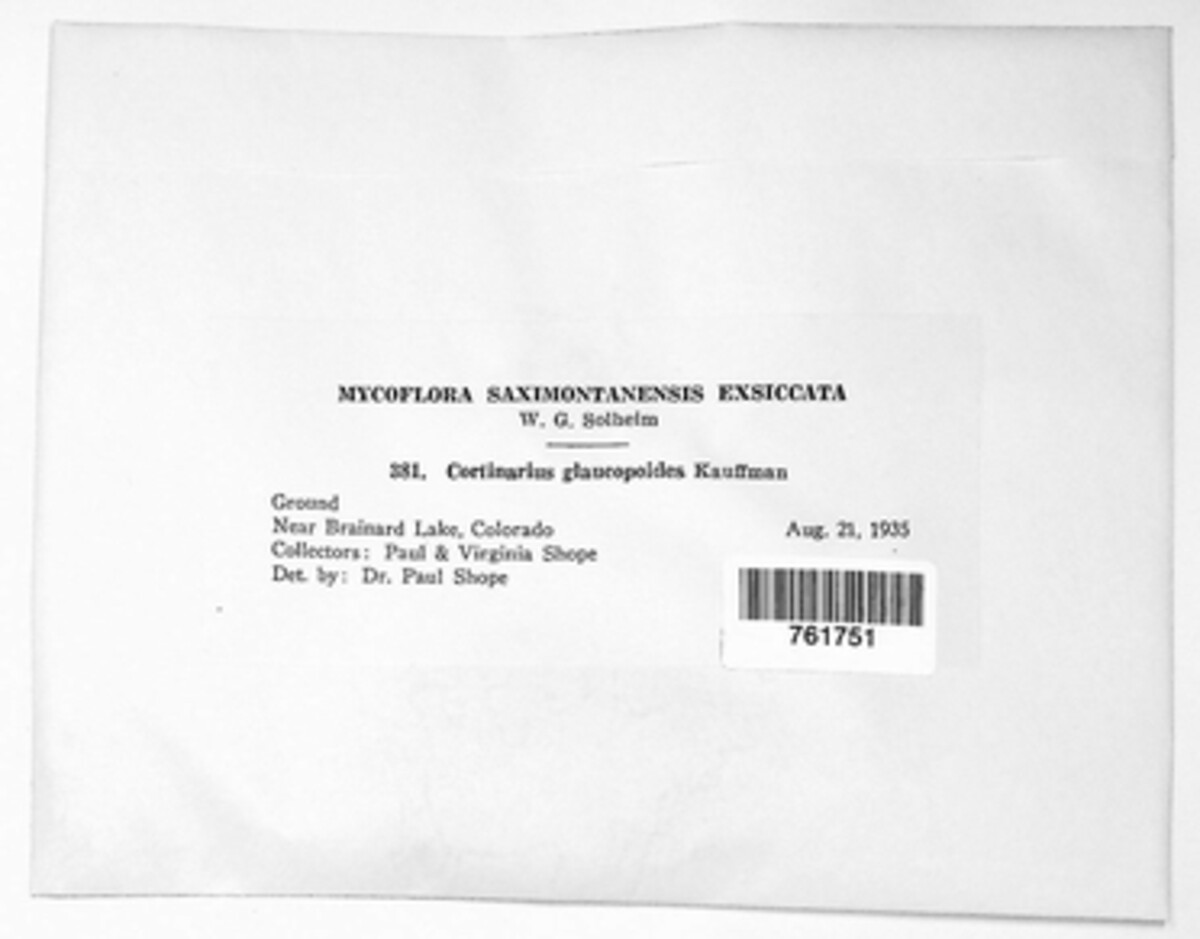 MYCOFLORA SAXIMONTANENSIS EXSICCATA
W. G. Solheim
381. Cortinarius glaucopoides Kauffman
Ground
Near Brainard Lake, Colorado Aug. 21, 1935
Collectors: Paul & Virginia Shope
Det. by: Dr. Paul Shope
761751